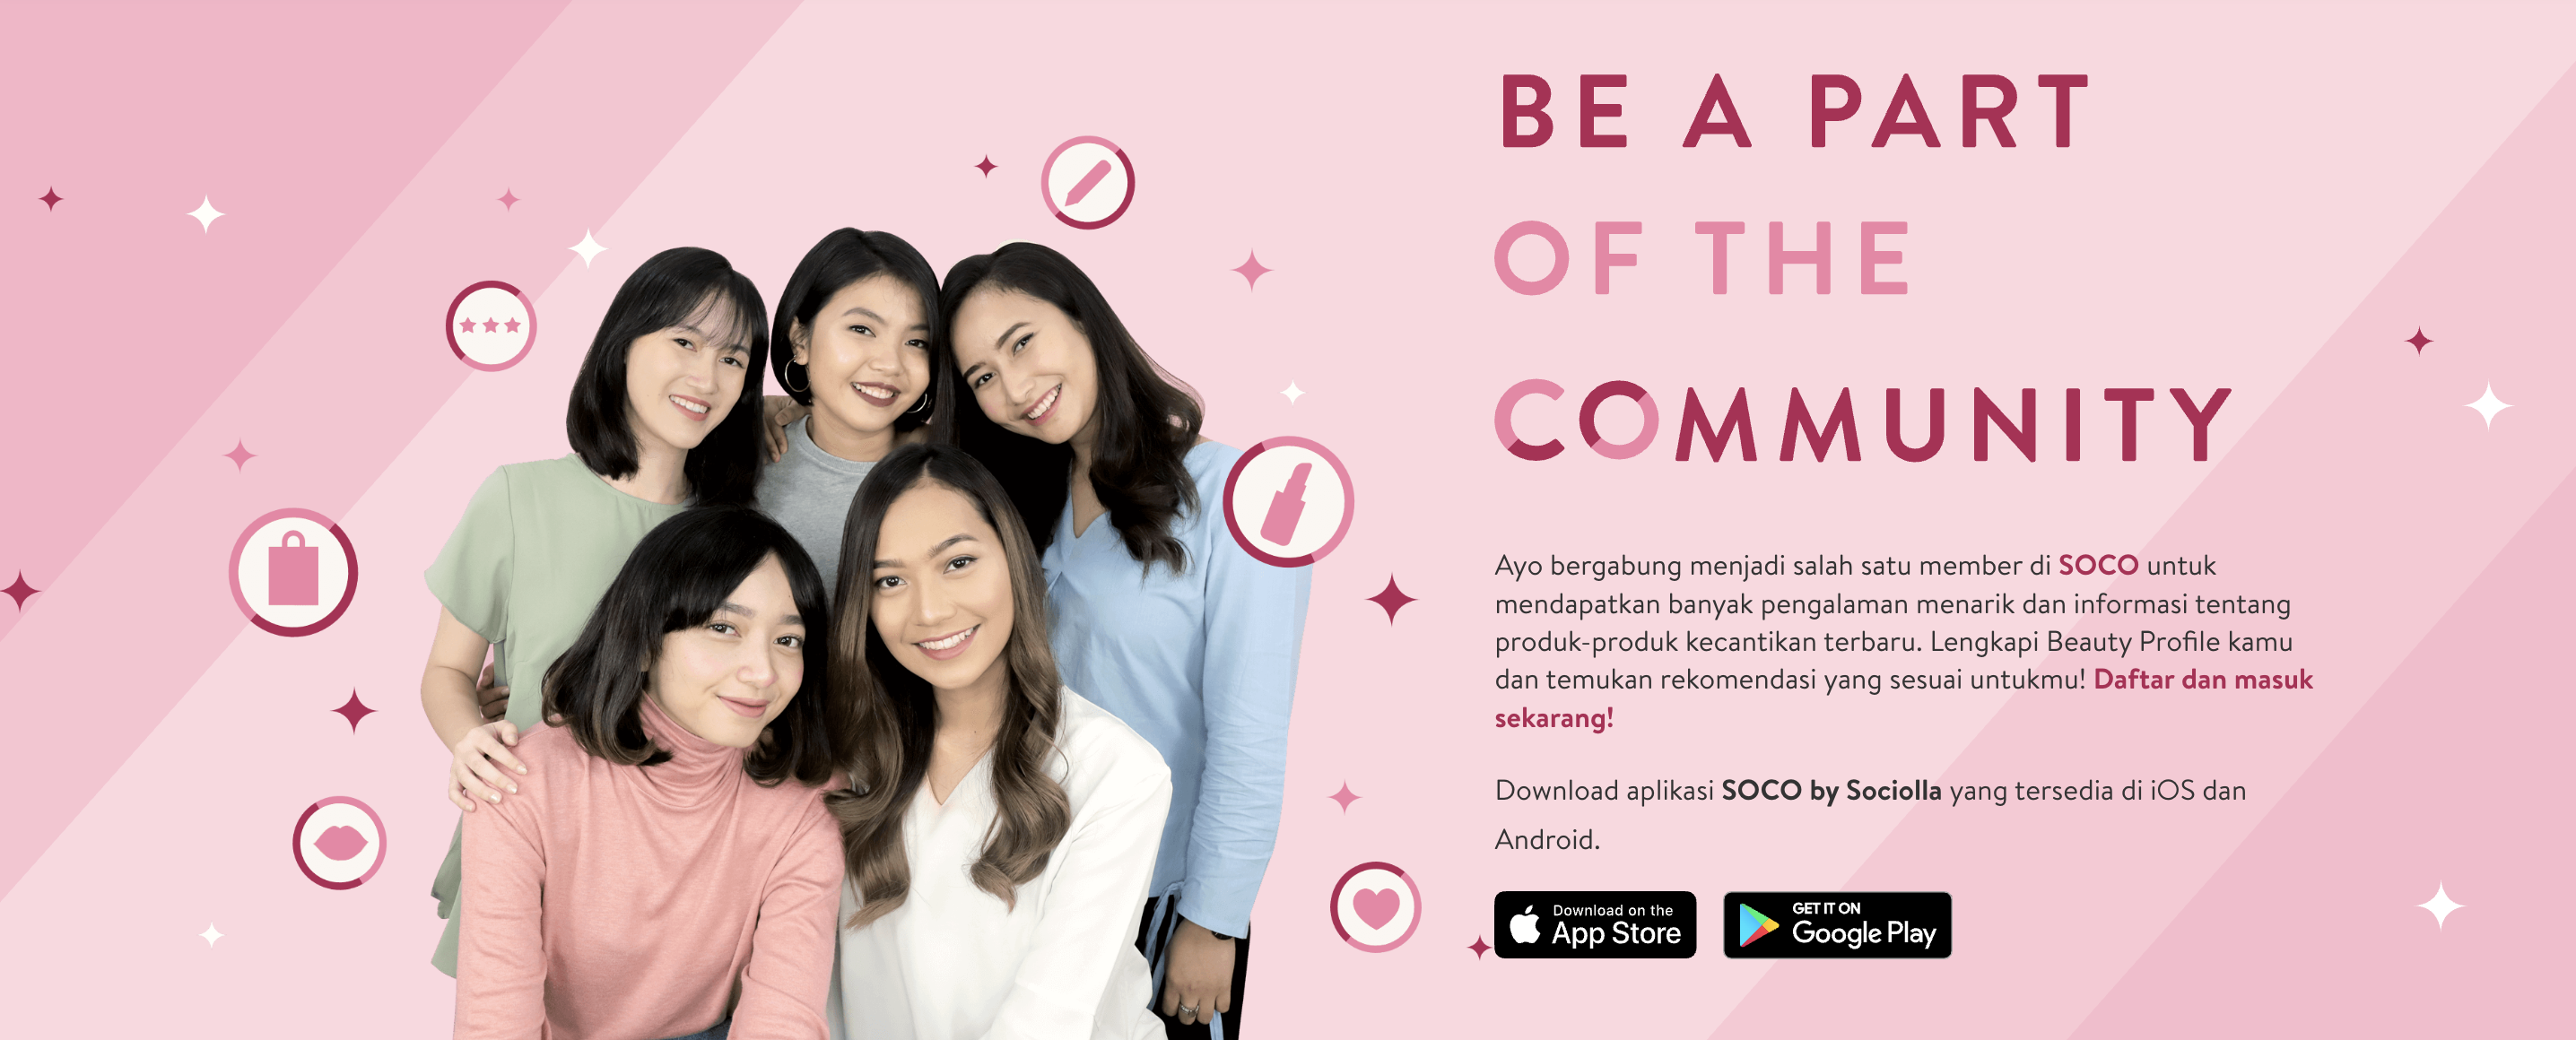 BE A PART
OF THE
COMMUNITY
Ayo bergabung menjadi salah satu member di SOCO untuk
mendapatkan banyak pengalaman menarik dan informasi tentang
produk-produk kecantikan terbaru. Lengkapi Beauty Profile kamu
dan temukan rekomendasi yang sesuai untukmu! Daftar dan masuk
sekarang!
Download aplikasi SOCO by Sociolla yang tersedia di iOS dan
Android.
Download on the
App Store
GET IT ON
Google Play